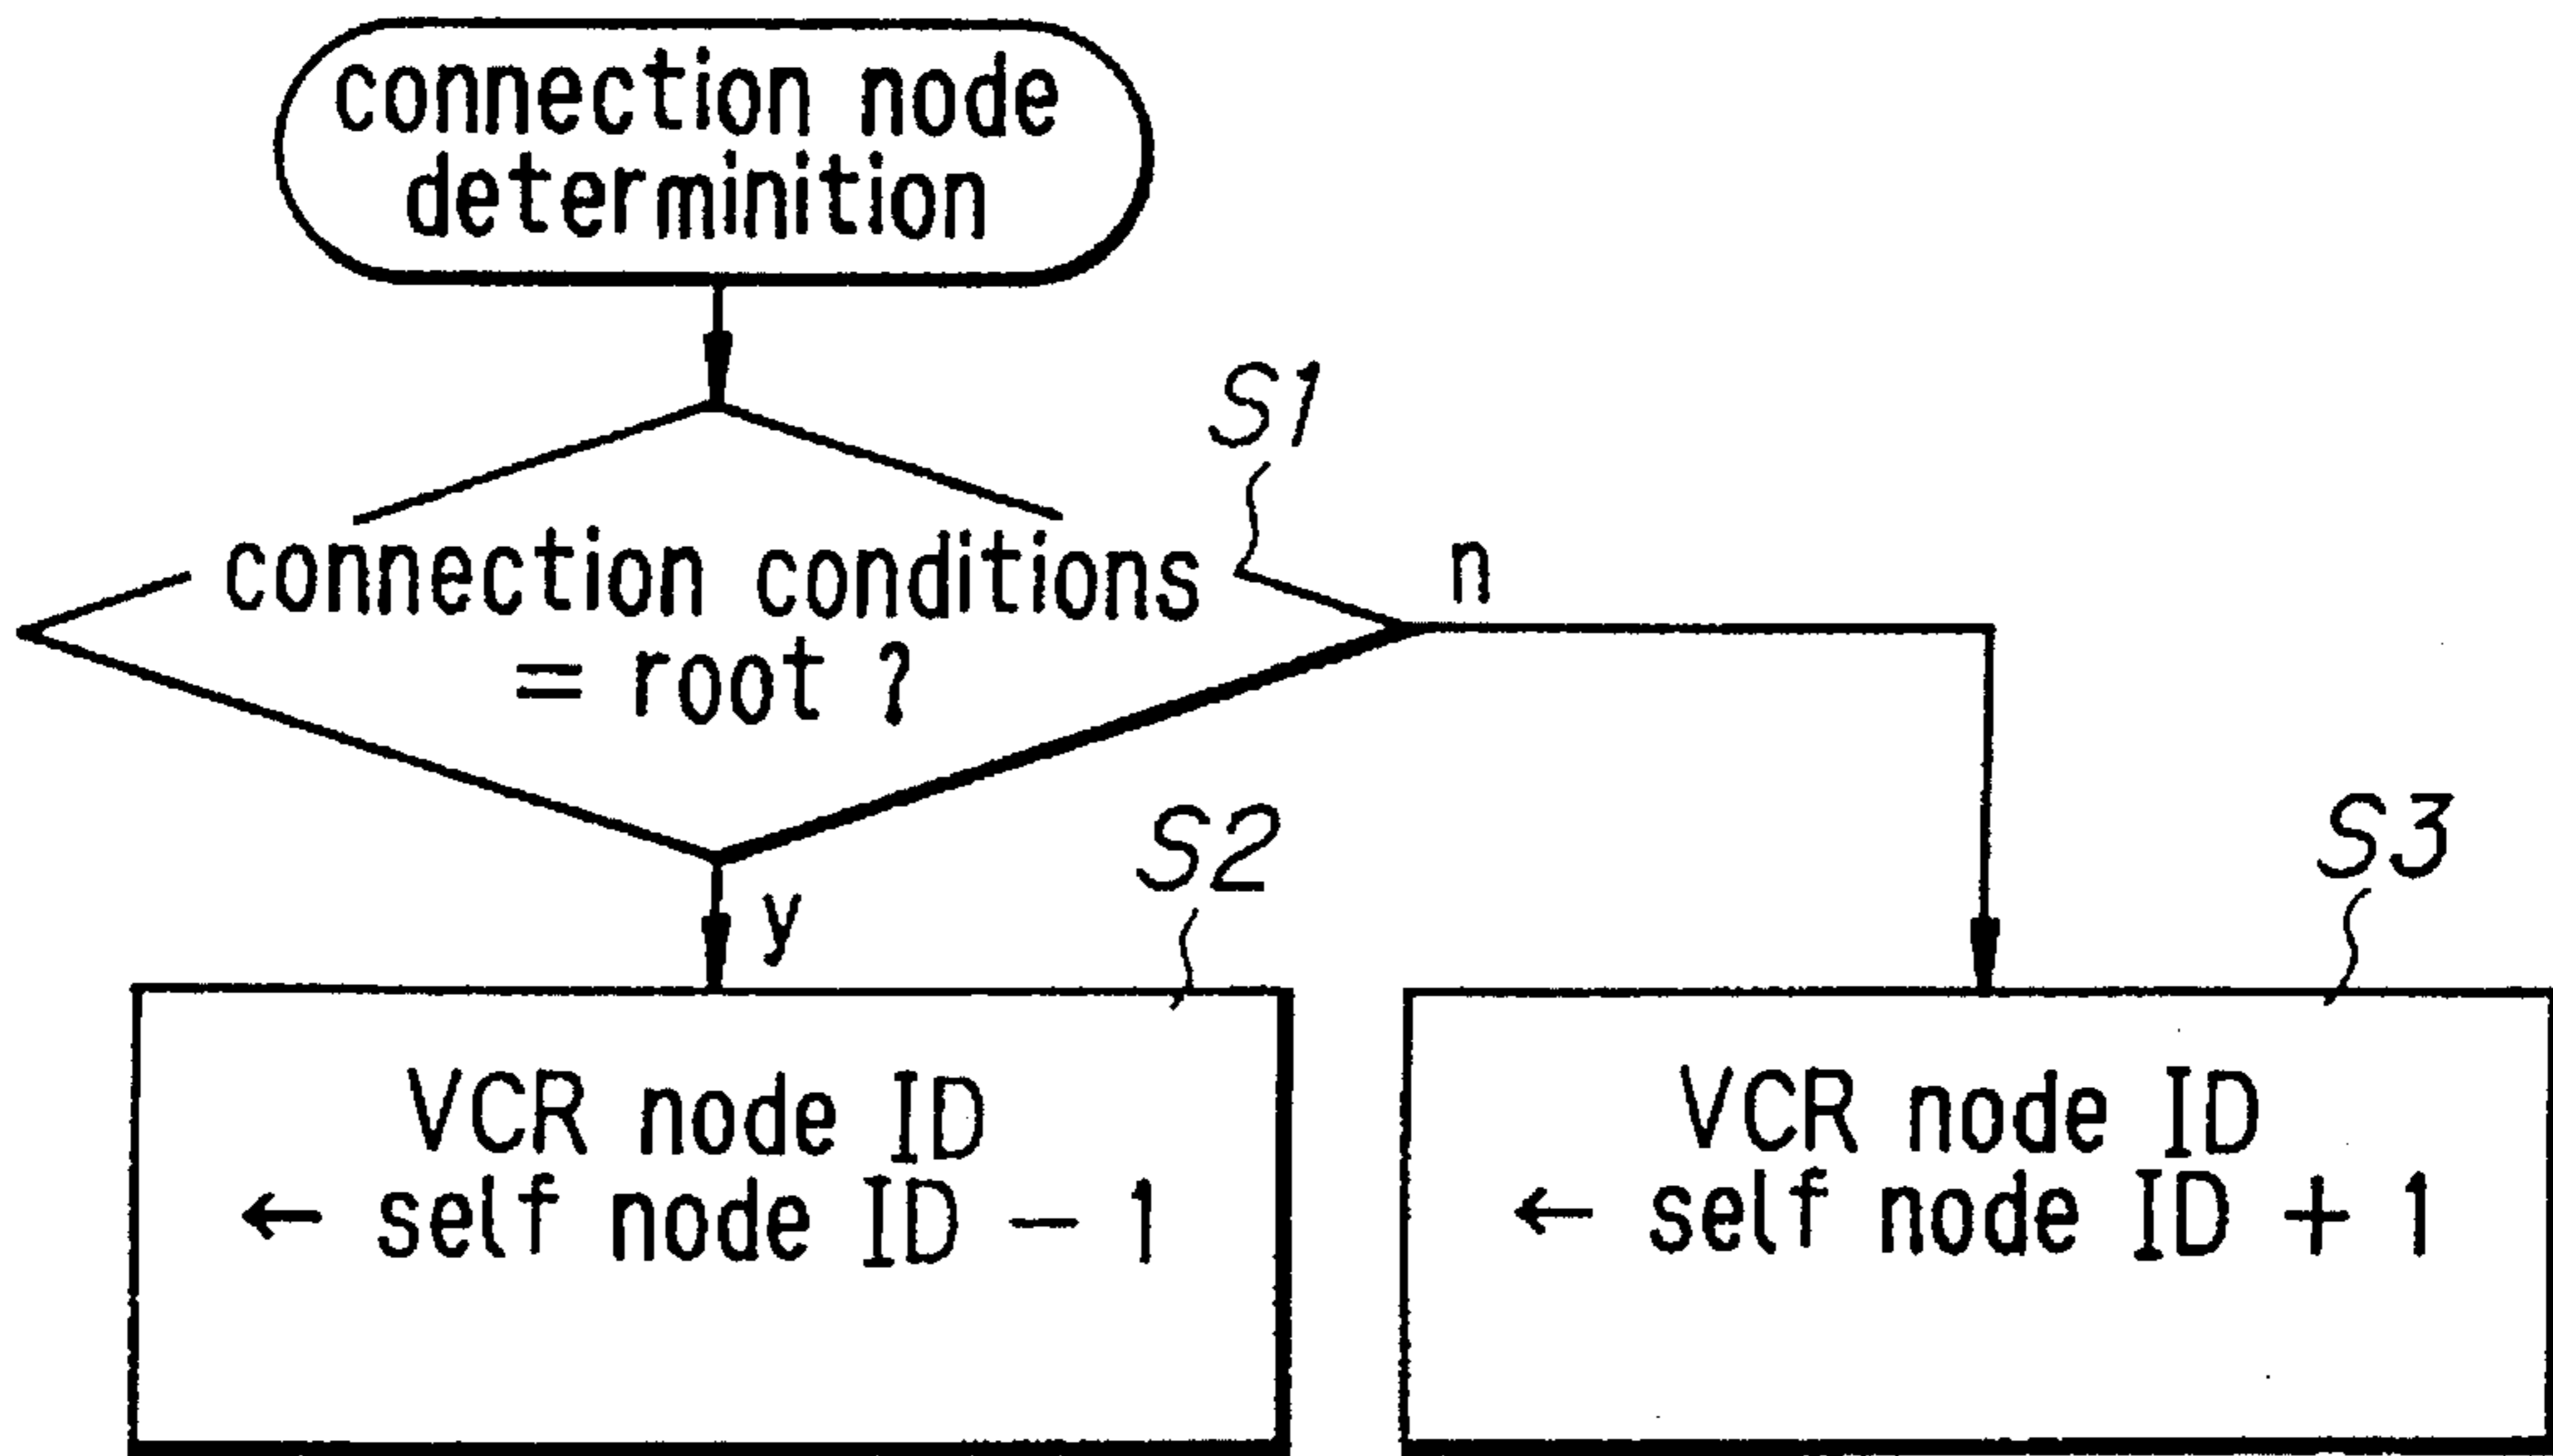 connection node
determinition
S1
connection conditions
= root ?
n
y
S2
S3
VCR node ID
← self node ID − 1
VCR node ID
← self node ID + 1